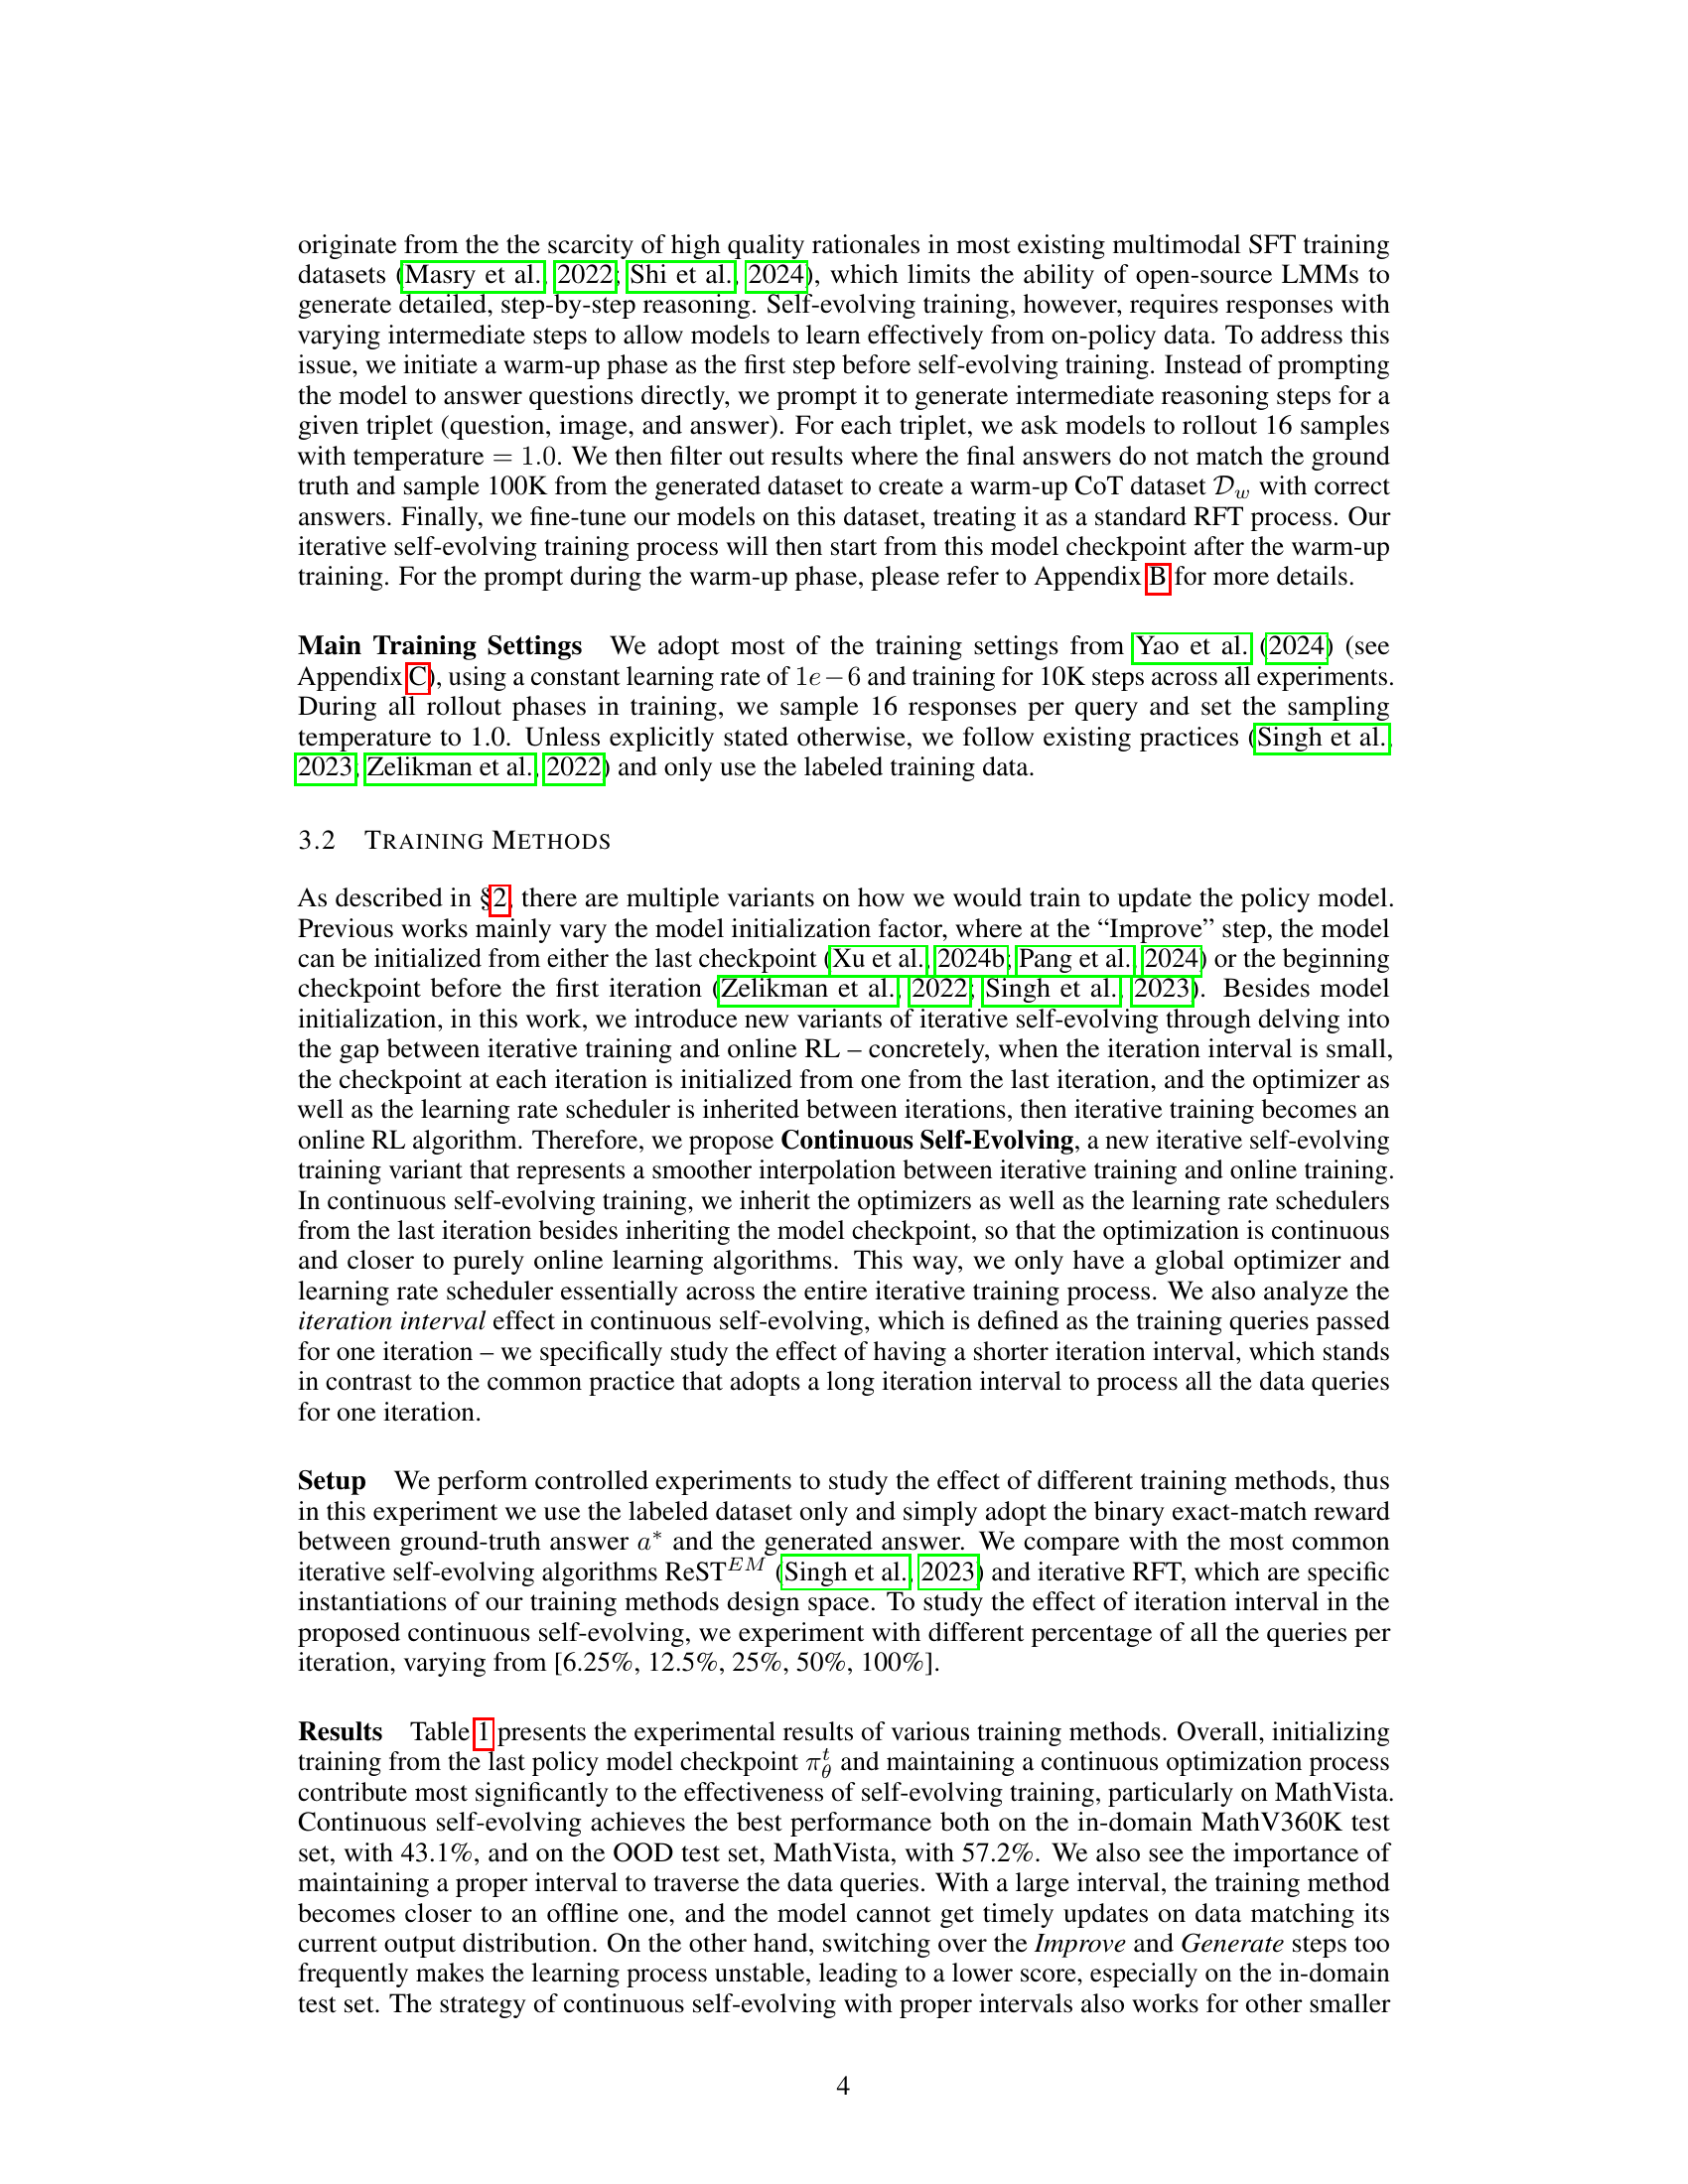 originate from the the scarcity of high quality rationales in most existing multimodal SFT training
datasets (Masry et al., 2022; Shi et al., 2024), which limits the ability of open-source LMMs to
generate detailed, step-by-step reasoning. Self-evolving training, however, requires responses with
varying intermediate steps to allow models to learn effectively from on-policy data. To address this
issue, we initiate a warm-up phase as the first step before self-evolving training. Instead of prompting
the model to answer questions directly, we prompt it to generate intermediate reasoning steps for a
given triplet (question, image, and answer). For each triplet, we ask models to rollout 16 samples
with temperature = 1.0. We then filter out results where the final answers do not match the ground
truth and sample 100K from the generated dataset to create a warm-up CoT dataset 𝒟_w with correct
answers. Finally, we fine-tune our models on this dataset, treating it as a standard RFT process. Our
iterative self-evolving training process will then start from this model checkpoint after the warm-up
training. For the prompt during the warm-up phase, please refer to Appendix B for more details.
Main Training Settings We adopt most of the training settings from Yao et al. (2024) (see
Appendix C), using a constant learning rate of 1e − 6 and training for 10K steps across all experiments.
During all rollout phases in training, we sample 16 responses per query and set the sampling
temperature to 1.0. Unless explicitly stated otherwise, we follow existing practices (Singh et al.,
2023; Zelikman et al., 2022) and only use the labeled training data.
3.2 TRAINING METHODS
As described in §2, there are multiple variants on how we would train to update the policy model.
Previous works mainly vary the model initialization factor, where at the “Improve” step, the model
can be initialized from either the last checkpoint (Xu et al., 2024b; Pang et al., 2024) or the beginning
checkpoint before the first iteration (Zelikman et al., 2022; Singh et al., 2023). Besides model
initialization, in this work, we introduce new variants of iterative self-evolving through delving into
the gap between iterative training and online RL – concretely, when the iteration interval is small,
the checkpoint at each iteration is initialized from one from the last iteration, and the optimizer as
well as the learning rate scheduler is inherited between iterations, then iterative training becomes an
online RL algorithm. Therefore, we propose Continuous Self-Evolving, a new iterative self-evolving
training variant that represents a smoother interpolation between iterative training and online training.
In continuous self-evolving training, we inherit the optimizers as well as the learning rate schedulers
from the last iteration besides inheriting the model checkpoint, so that the optimization is continuous
and closer to purely online learning algorithms. This way, we only have a global optimizer and
learning rate scheduler essentially across the entire iterative training process. We also analyze the
iteration interval effect in continuous self-evolving, which is defined as the training queries passed
for one iteration – we specifically study the effect of having a shorter iteration interval, which stands
in contrast to the common practice that adopts a long iteration interval to process all the data queries
for one iteration.
Setup We perform controlled experiments to study the effect of different training methods, thus
in this experiment we use the labeled dataset only and simply adopt the binary exact-match reward
between ground-truth answer a* and the generated answer. We compare with the most common
iterative self-evolving algorithms ReST^EM (Singh et al., 2023) and iterative RFT, which are specific
instantiations of our training methods design space. To study the effect of iteration interval in the
proposed continuous self-evolving, we experiment with different percentage of all the queries per
iteration, varying from [6.25%, 12.5%, 25%, 50%, 100%].
Results Table 1 presents the experimental results of various training methods. Overall, initializing
training from the last policy model checkpoint π_θ^t and maintaining a continuous optimization process
contribute most significantly to the effectiveness of self-evolving training, particularly on MathVista.
Continuous self-evolving achieves the best performance both on the in-domain MathV360K test
set, with 43.1%, and on the OOD test set, MathVista, with 57.2%. We also see the importance of
maintaining a proper interval to traverse the data queries. With a large interval, the training method
becomes closer to an offline one, and the model cannot get timely updates on data matching its
current output distribution. On the other hand, switching over the Improve and Generate steps too
frequently makes the learning process unstable, leading to a lower score, especially on the in-domain
test set. The strategy of continuous self-evolving with proper intervals also works for other smaller
4